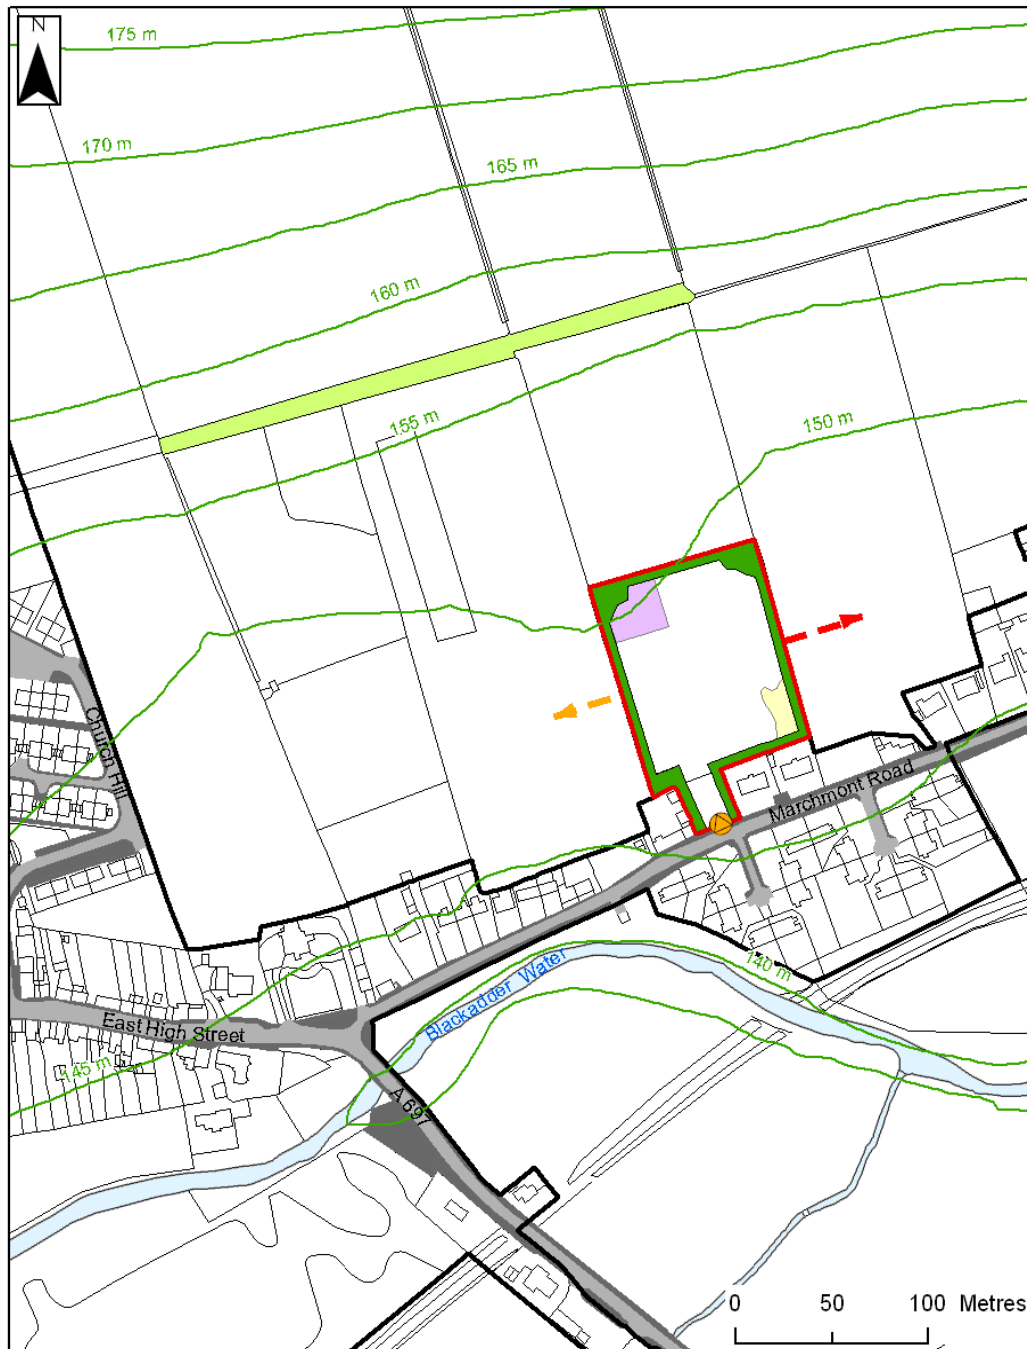 N
175 m
170 m
165 m
160 m
155 m
150 m
Church Hill
Marchmont Road
140 m
Blackadder Water
East High Street
145 m
A 697
0 50 100 Metres